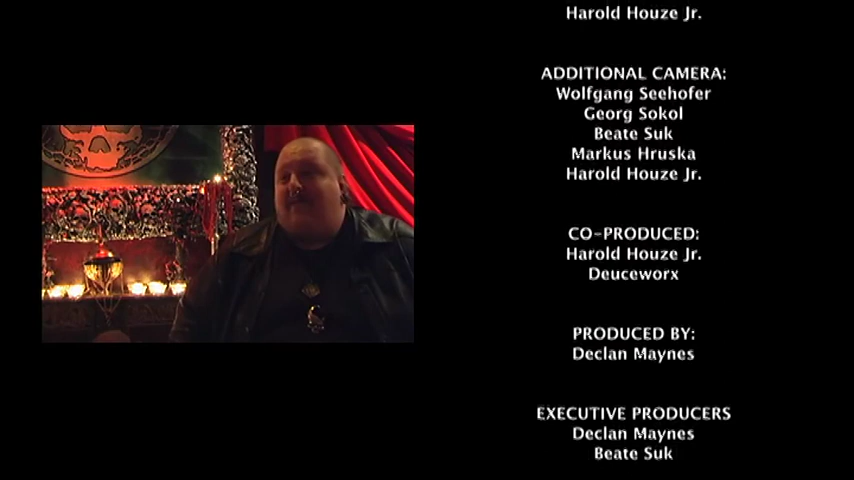 Harold Houze Jr.
ADDITIONAL CAMERA:
Wolfgang Seehofer
Georg Sokol
Beate Suk
Markus Hruska
Harold Houze Jr.
CO-PRODUCED:
Harold Houze Jr.
Deuceworx
PRODUCED BY:
Declan Maynes
EXECUTIVE PRODUCERS
Declan Maynes
Beate Suk